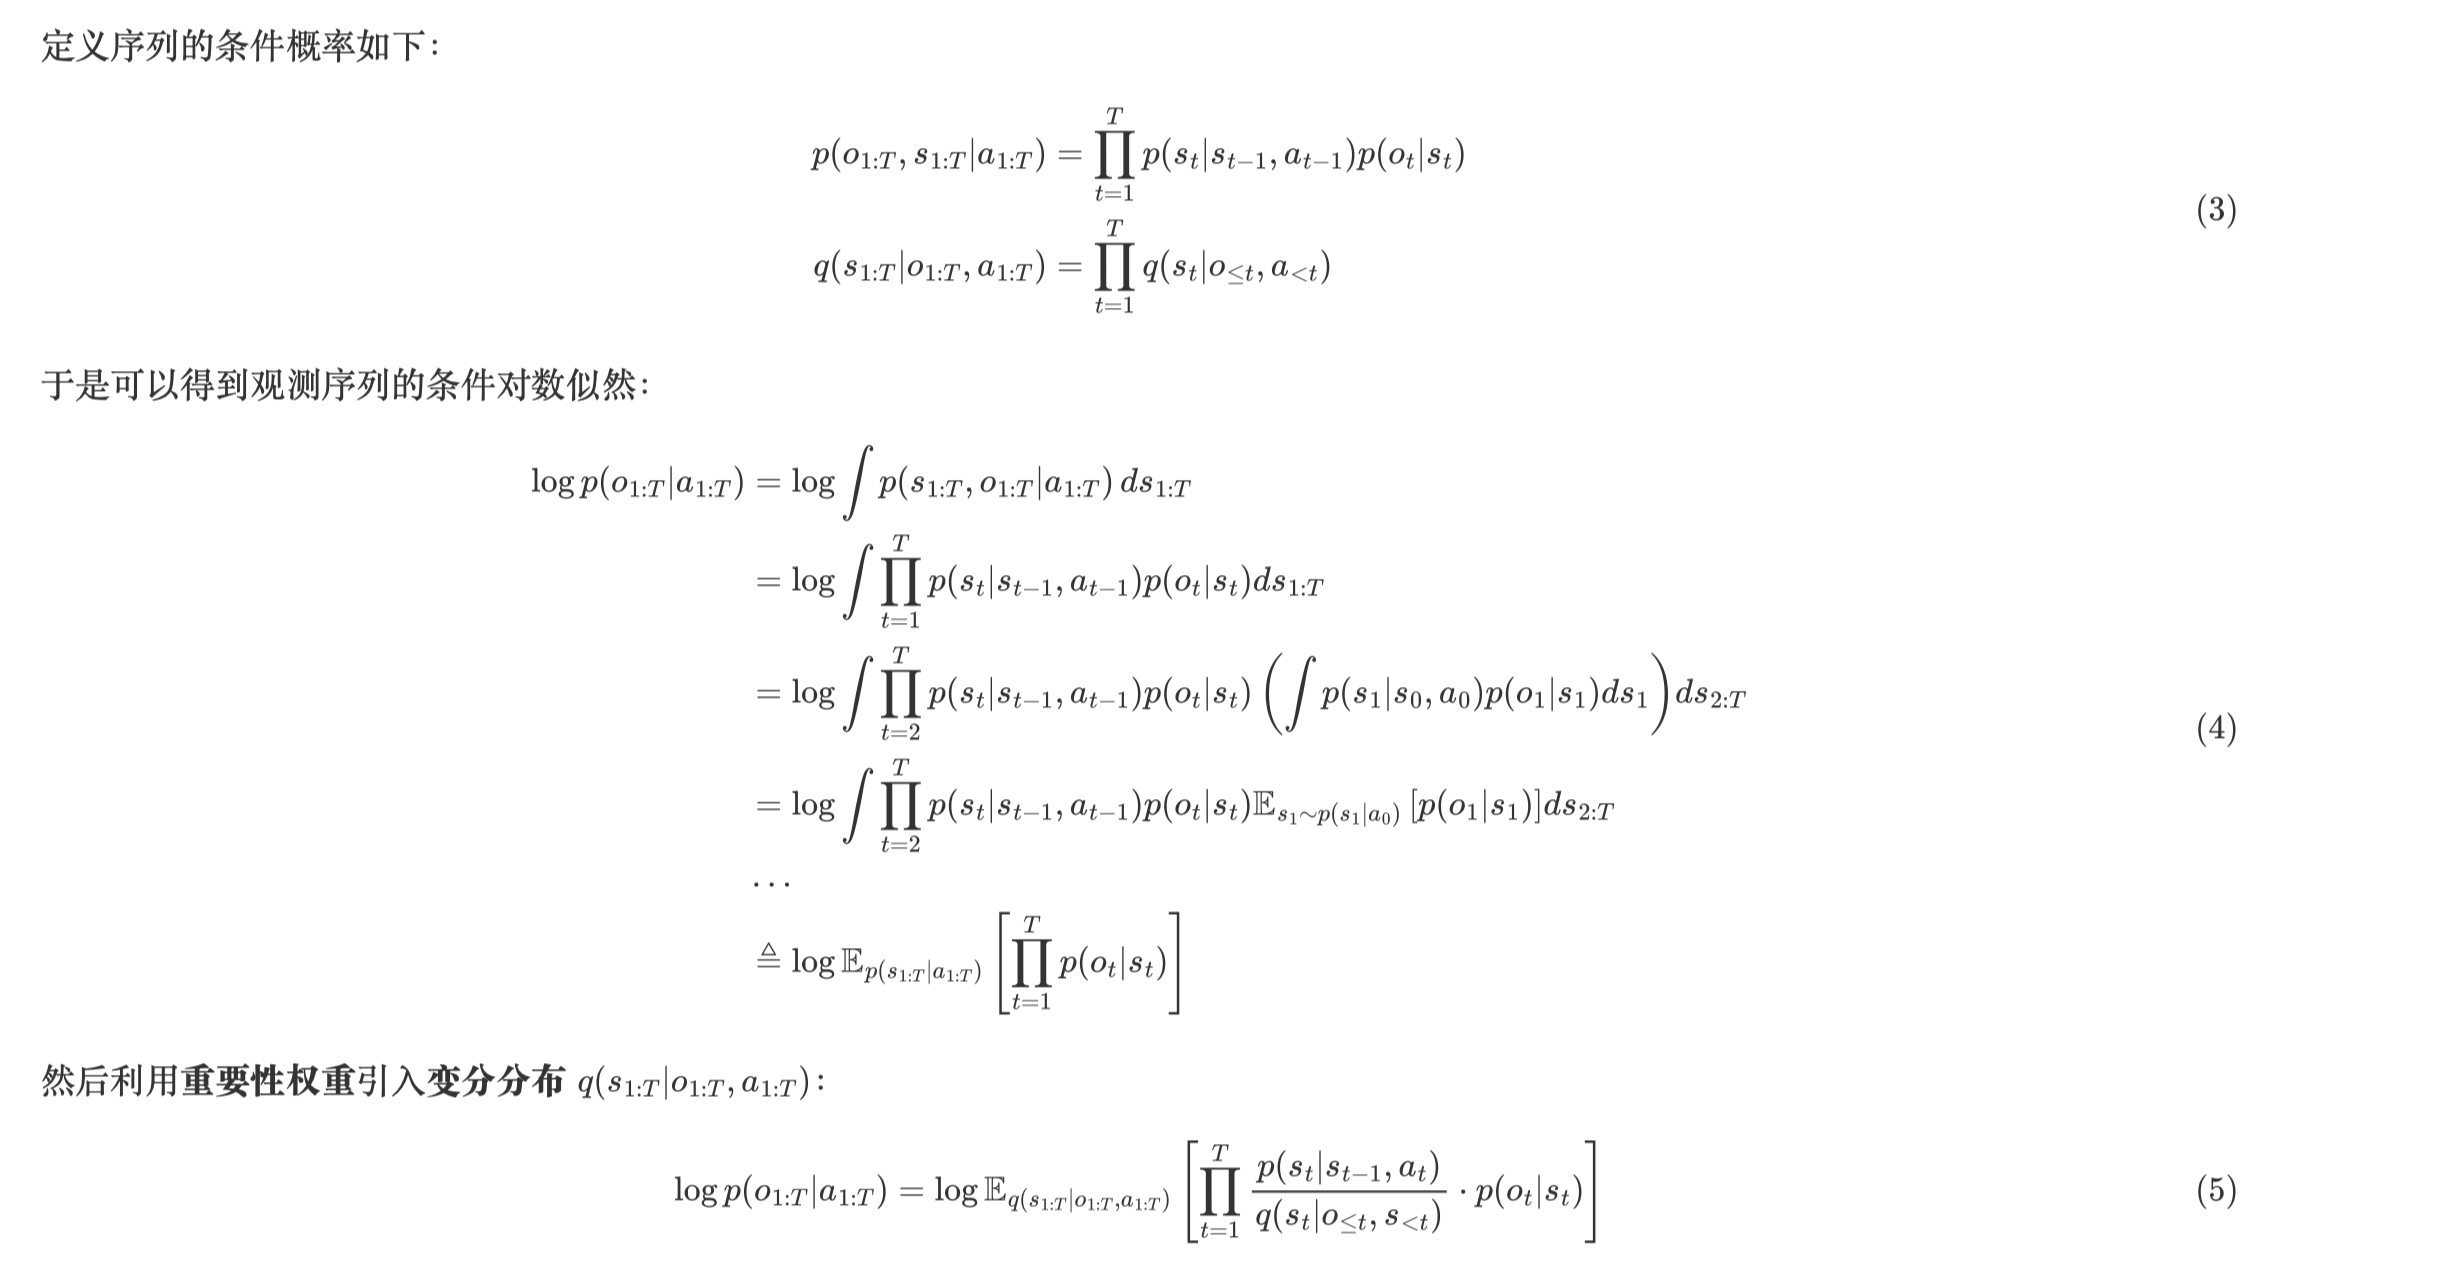 定义序列的条件概率如下：
p(o_{1:T}, s_{1:T}|a_{1:T}) = \prod_{t=1}^{T} p(s_t|s_{t-1}, a_{t-1})p(o_t|s_t)
q(s_{1:T}|o_{1:T}, a_{1:T}) = \prod_{t=1}^{T} q(s_t|o_{\le t}, a_{<t})
(3)
于是可以得到观测序列的条件对数似然：
\log p(o_{1:T}|a_{1:T}) = \log \int p(s_{1:T}, o_{1:T}|a_{1:T}) ds_{1:T}
= \log \int \prod_{t=1}^{T} p(s_t|s_{t-1}, a_{t-1})p(o_t|s_t)ds_{1:T}
= \log \int \prod_{t=2}^{T} p(s_t|s_{t-1}, a_{t-1})p(o_t|s_t) \left( \int p(s_1|s_0, a_0)p(o_1|s_1)ds_1 \right) ds_{2:T}
(4)
= \log \int \prod_{t=2}^{T} p(s_t|s_{t-1}, a_{t-1})p(o_t|s_t)\mathbb{E}_{s_1 \sim p(s_1|a_0)} [p(o_1|s_1)]ds_{2:T}
...
≜ \log \mathbb{E}_{p(s_{1:T}|a_{1:T})} \left[ \prod_{t=1}^{T} p(o_t|s_t) \right]
然后利用重要性权重引入变分分布 q(s_{1:T}|o_{1:T}, a_{1:T})：
\log p(o_{1:T}|a_{1:T}) = \log \mathbb{E}_{q(s_{1:T}|o_{1:T}, a_{1:T})} \left[ \prod_{t=1}^{T} \frac{p(s_t|s_{t-1}, a_t)}{q(s_t|o_{\le t}, s_{<t})} \cdot p(o_t|s_t) \right] (5)